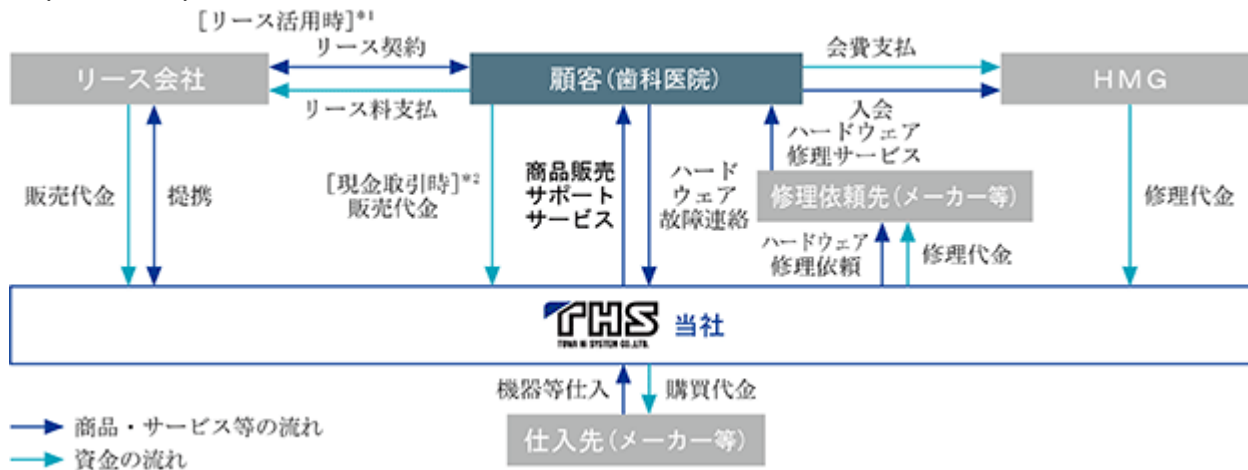 [リース活用時]*1
リース契約
リース会社
リース料支払
顧客(歯科医院)
会費支払
入会
HMG
ハードウェア
修理サービス
販売代金
提携
[現金取引時]*2
販売代金
商品販売
サポート
サービス
ハード
ウェア
故障連絡
修理依頼先(メーカー等)
ハードウェア
修理依頼
修理代金
修理代金
THS 当社
TOWA HI SYSTEM CO.,LTD.
機器等仕入
購買代金
仕入先(メーカー等)
商品・サービス等の流れ
資金の流れ